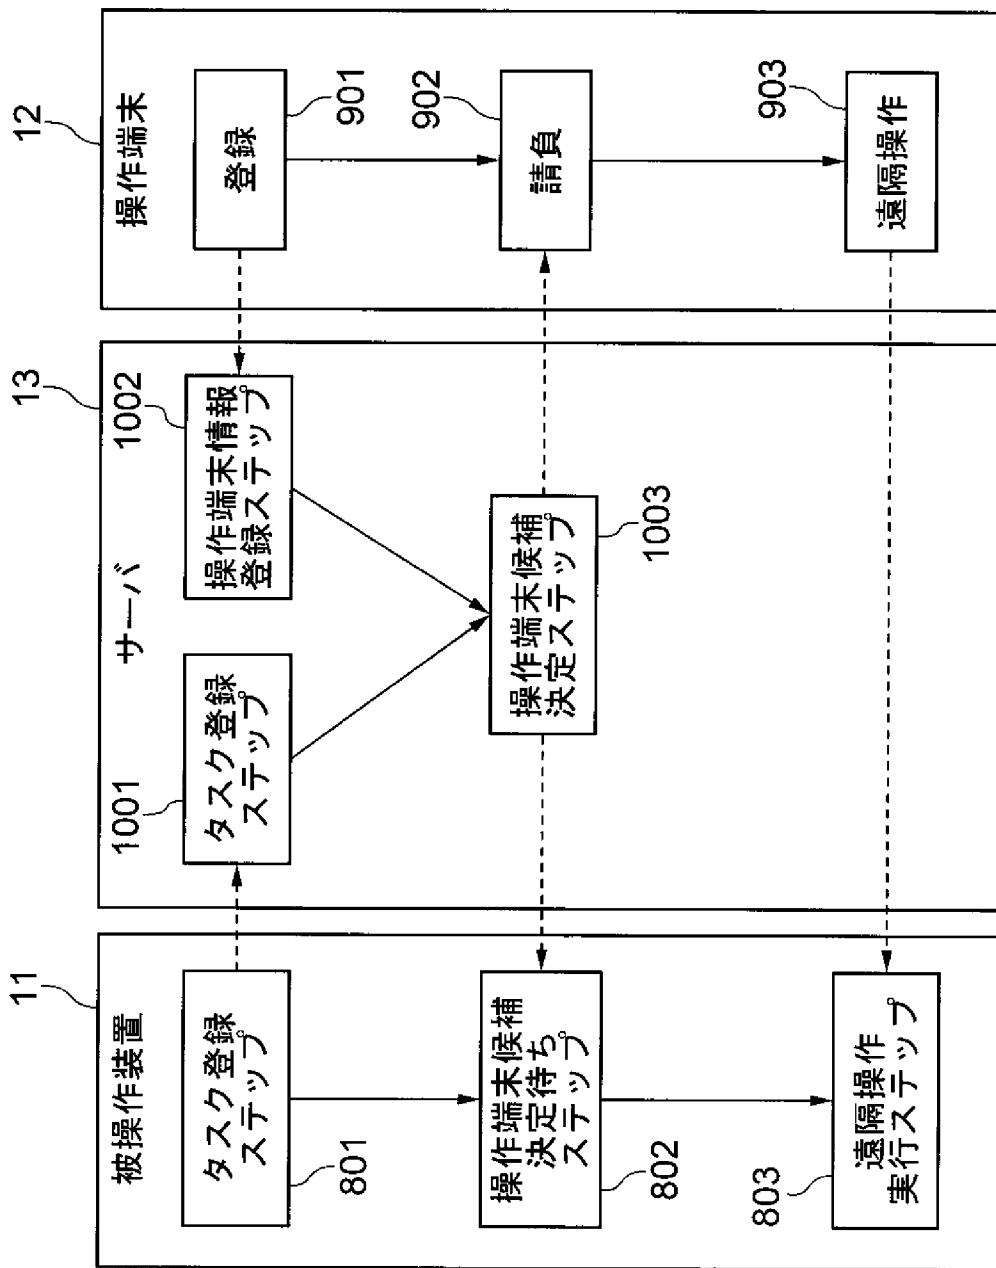 11
被操作装置
タスク登録
ステップ
801
操作端末候補
決定待ち
ステップ
802
遠隔操作
実行ステップ
803
13
サーバ
1001
タスク登録
ステップ
1002
操作端末情報
登録ステップ
操作端末候補
決定ステップ
1003
12
操作端末
登録
901
請負
902
遠隔操作
903